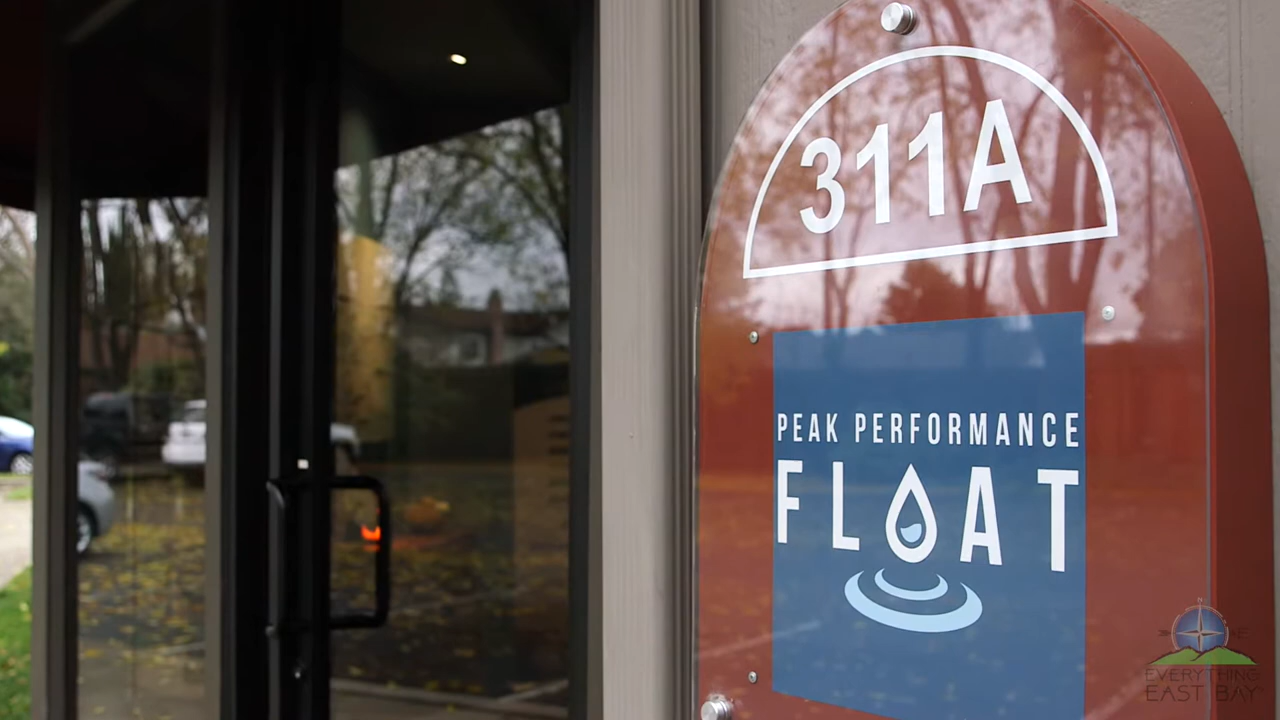 311A
PEAK PERFORMANCE
FLOAT
N
E
EVERYTHING
EAST BAY